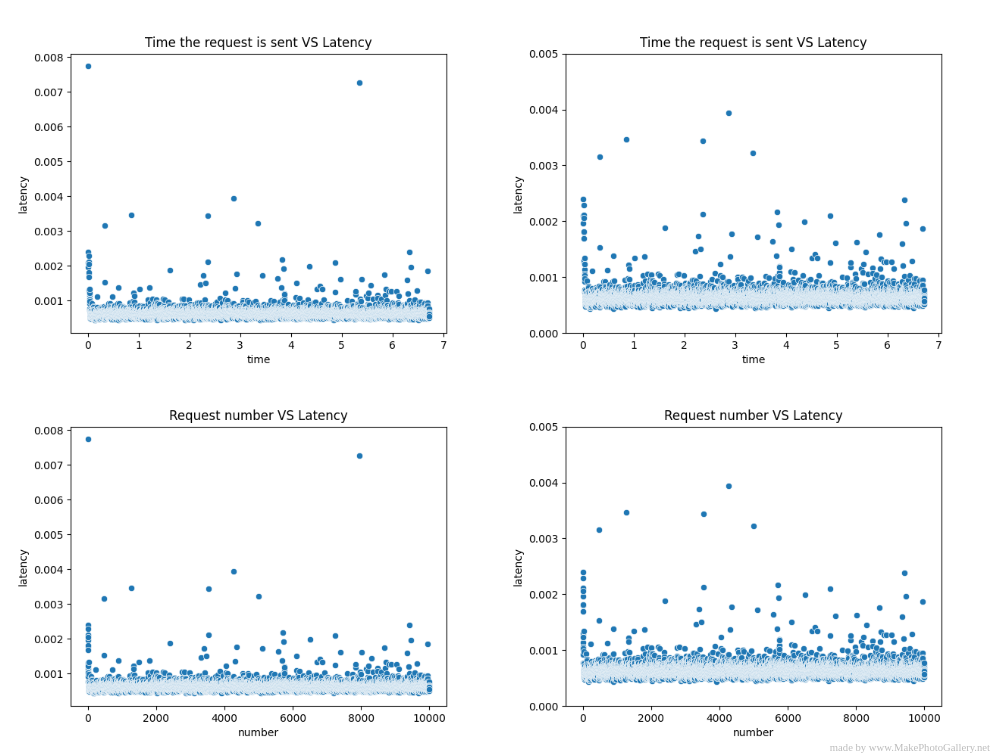 Time the request is sent VS Latency
0.008
0.007
0.006
0.005
0.004
0.003
0.002
0.001
latency
0 1 2 3 4 5 6 7
time
Time the request is sent VS Latency
0.005
0.004
0.003
0.002
0.001
0.000
latency
0 1 2 3 4 5 6 7
time
Request number VS Latency
0.008
0.007
0.006
0.005
0.004
0.003
0.002
0.001
latency
0 2000 4000 6000 8000 10000
number
Request number VS Latency
0.005
0.004
0.003
0.002
0.001
0.000
latency
0 2000 4000 6000 8000 10000
number
made by www.MakePhotoGallery.net